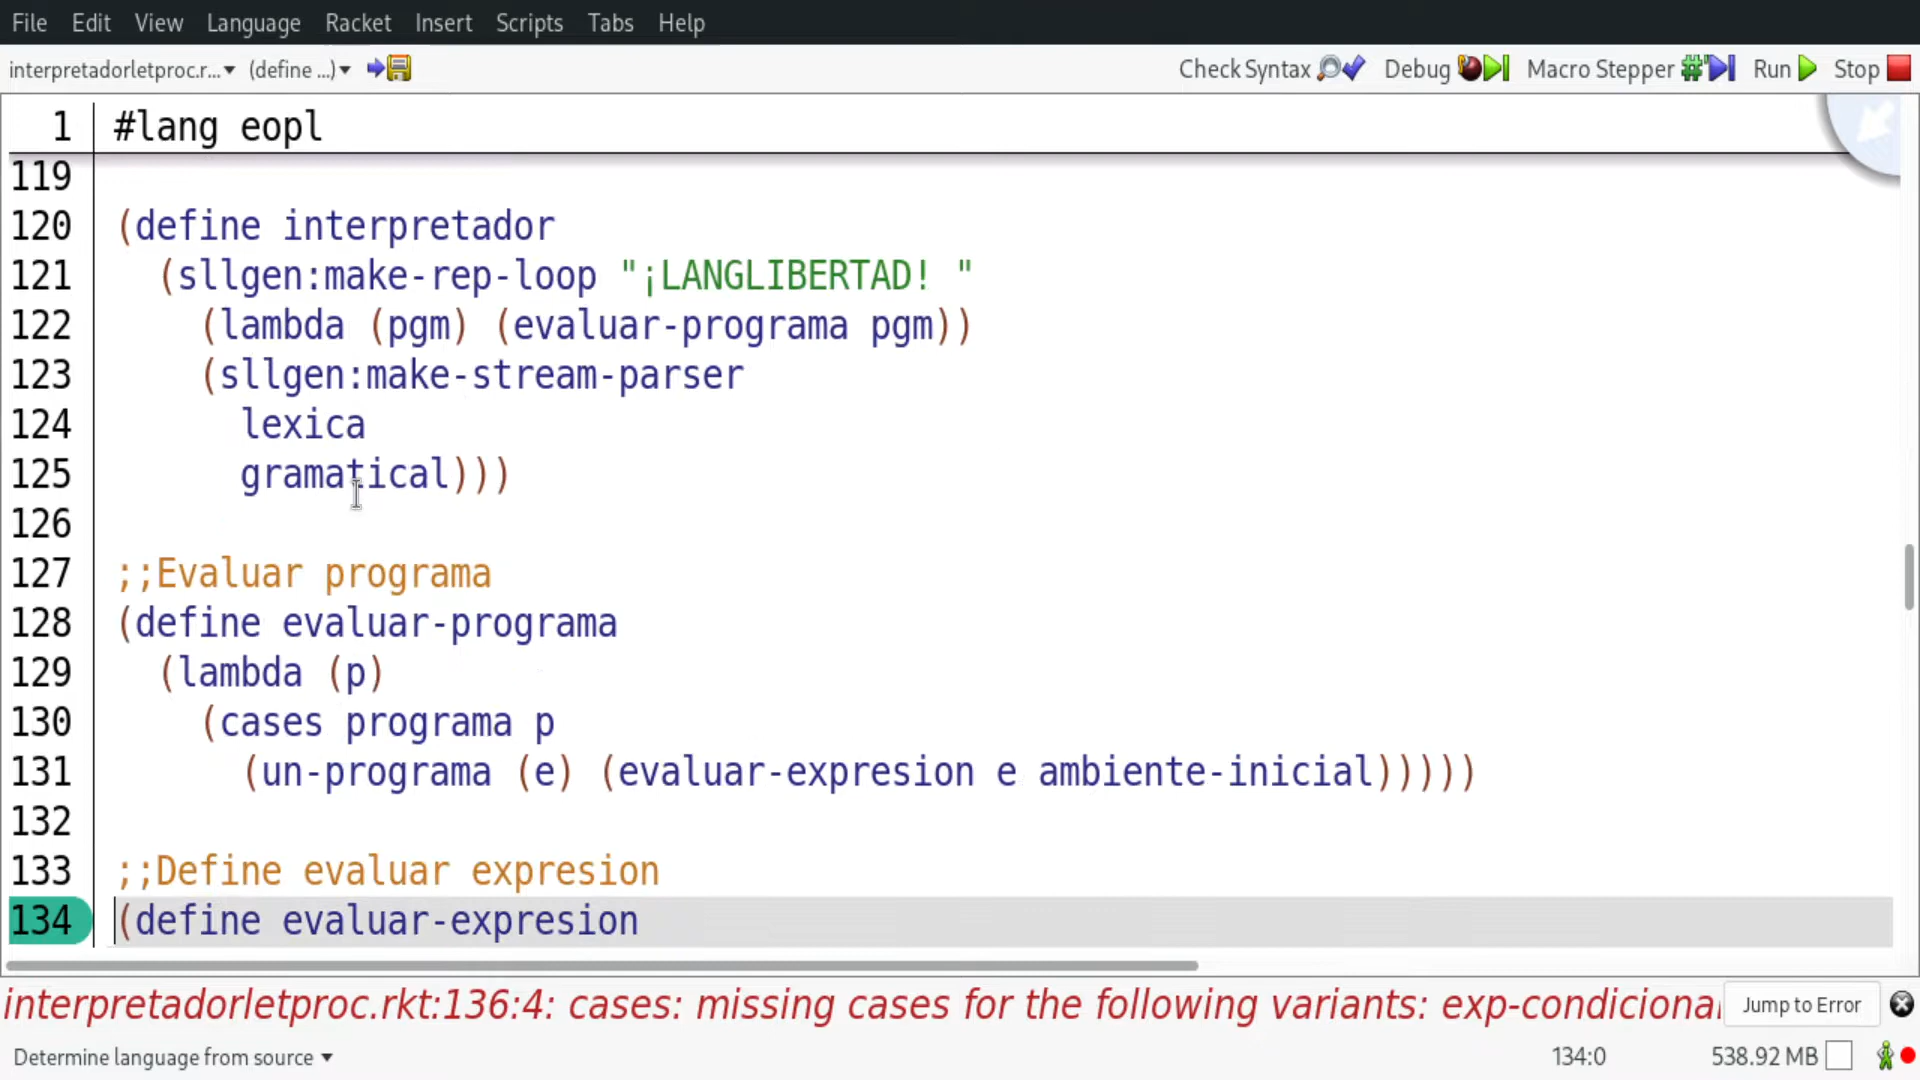 File Edit View Language Racket Insert Scripts Tabs Help
interpretadorletproc.r... (define ...) Check Syntax Debug Macro Stepper Run Stop
1 #lang eopl
119
120 (define interpretador
121 (sllgen:make-rep-loop "¡LANGLIBERTAD! "
122 (lambda (pgm) (evaluar-programa pgm))
123 (sllgen:make-stream-parser
124 lexica
125 gramatical)))
126
127 ;;Evaluar programa
128 (define evaluar-programa
129 (lambda (p)
130 (cases programa p
131 (un-programa (e) (evaluar-expresion e ambiente-inicial)))))
132
133 ;;Define evaluar expresion
134 (define evaluar-expresion
interpretadorletproc.rkt:136:4: cases: missing cases for the following variants: exp-condicional Jump to Error
Determine language from source 134:0 538.92 MB